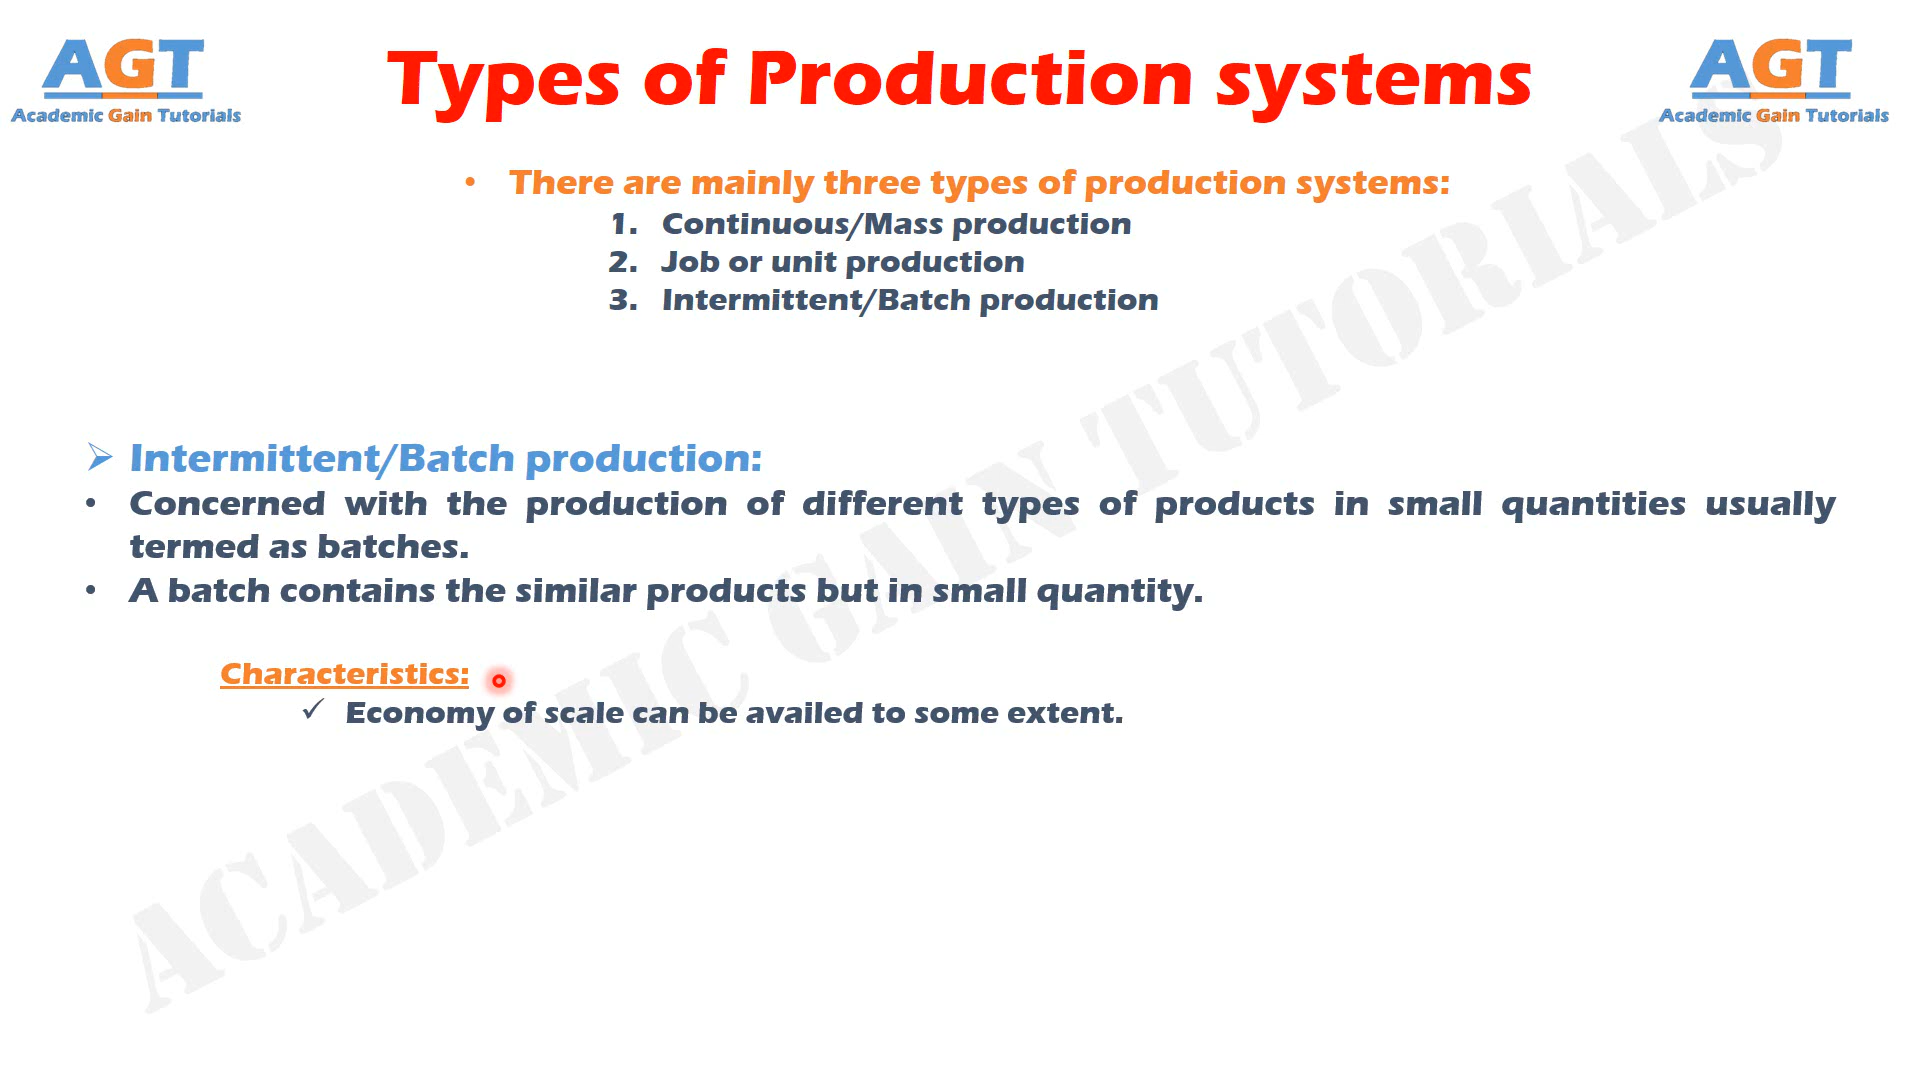 AGT
Academic Gain Tutorials
Types of Production systems
AGT
Academic Gain Tutorials
• There are mainly three types of production systems:
1. Continuous/Mass production
2. Job or unit production
3. Intermittent/Batch production
➢ Intermittent/Batch production:
• Concerned with the production of different types of products in small quantities usually
termed as batches.
• A batch contains the similar products but in small quantity.
Characteristics:
✓ Economy of scale can be availed to some extent.
ACADEMIC GAIN TUTORIALS